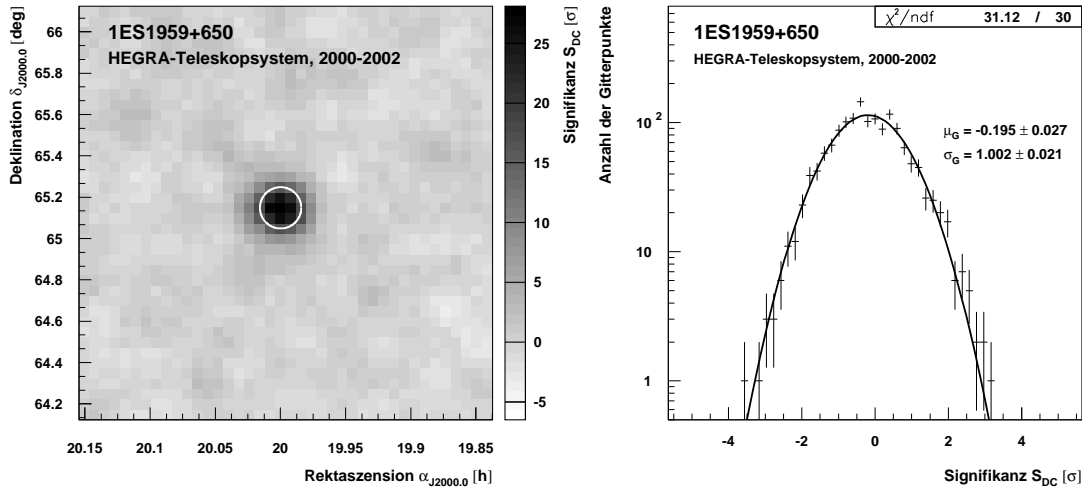 1ES1959+650
HEGRA-Teleskopsystem, 2000-2002
Deklination δJ2000.0 [deg]
66
65.8
65.6
65.4
65.2
65
64.8
64.6
64.4
64.2
20.15
20.1
20.05
20
19.95
19.9
19.85
Rektaszension αJ2000.0 [h]
Signifikanz SDC [σ]
25
20
15
10
5
0
-5
χ²/ndf 31.12 / 30
1ES1959+650
HEGRA-Teleskopsystem, 2000-2002
μG = -0.195 ± 0.027
σG = 1.002 ± 0.021
Anzahl der Gitterpunkte
10²
10
1
-4
-2
0
2
4
Signifikanz SDC [σ]